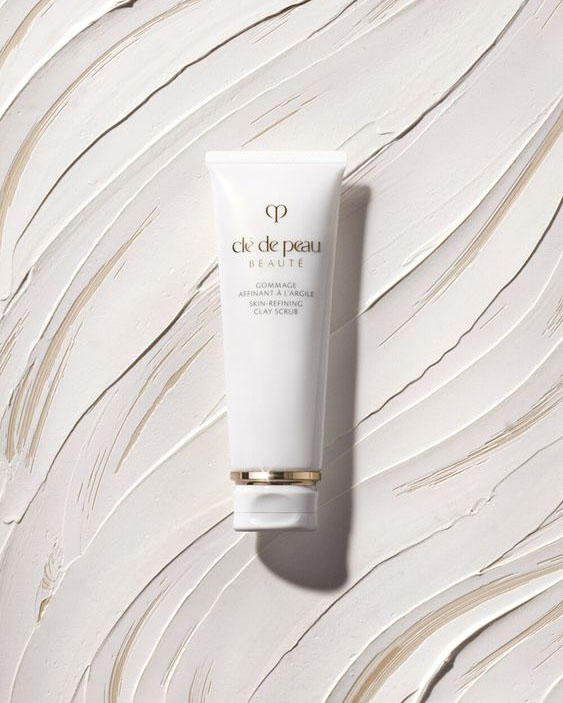 clé de peau
BEAUTÉ
GOMMAGE
AFFINANT À L'ARGILE
SKIN-REFINING
CLAY SCRUB